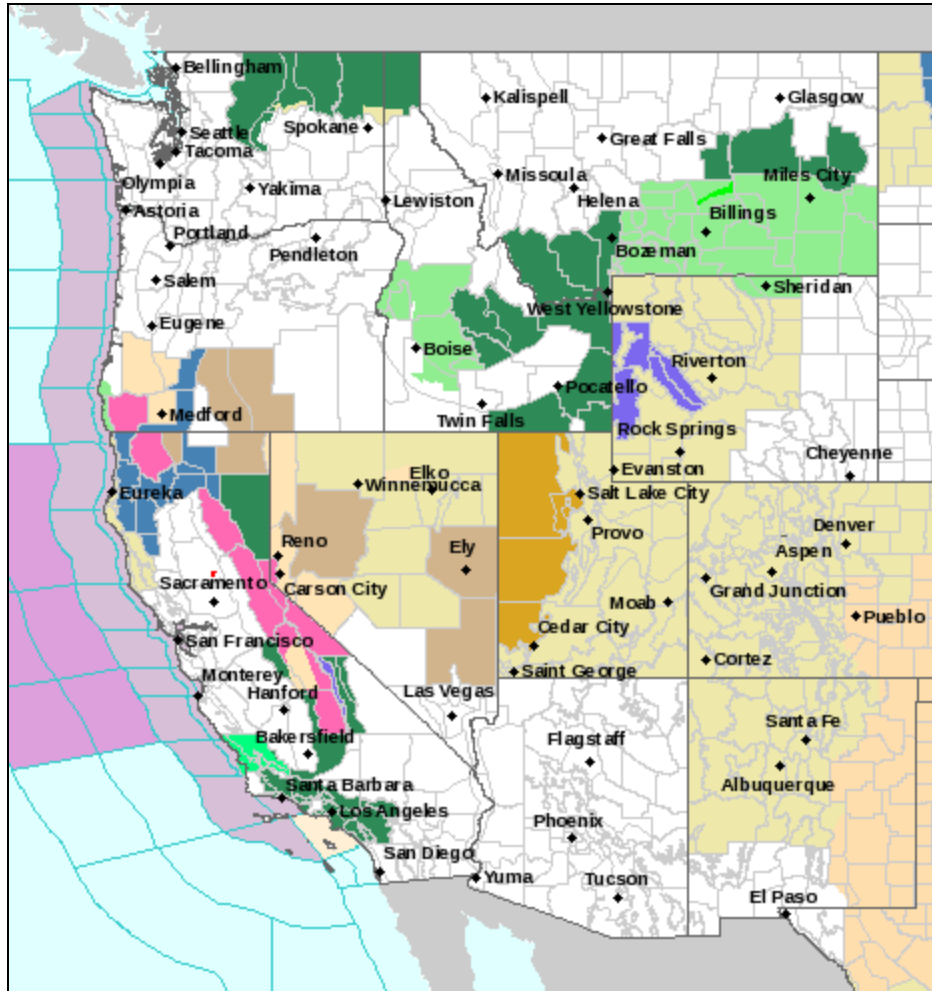 Bellingham
Kalispell
Glasgow
Seattle
Spokane
Great Falls
Tacoma
Olympia
Yakima
Missoula
Miles City
Lewiston
Helena
Astoria
Billings
Portland
Pendleton
Bozeman
Salem
Sheridan
West Yellowstone
Eugene
Boise
Riverton
Pocatello
Medford
Twin Falls
Rock Springs
Cheyenne
Elko
Evanston
Eureka
Winnemucca
Salt Lake City
Provo
Denver
Reno
Ely
Aspen
Sacramento
Carson City
Grand Junction
Moab
Pueblo
Cedar City
San Francisco
Saint George
Cortez
Monterey
Hanford
Las Vegas
Santa Fe
Bakersfield
Flagstaff
Albuquerque
Santa Barbara
Los Angeles
Phoenix
San Diego
Yuma
Tucson
El Paso